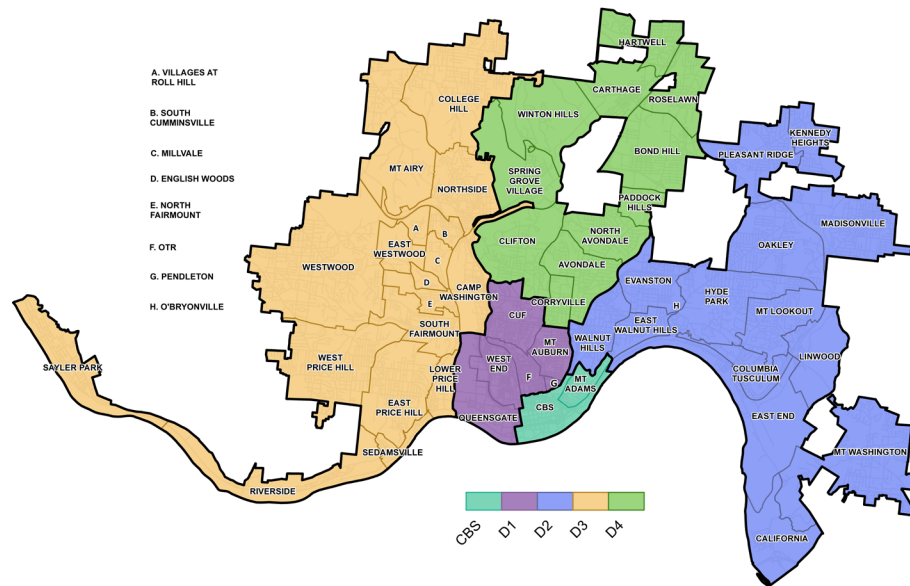 A. VILLAGES AT
ROLL HILL
B. SOUTH
CUMMINSVILLE
C. MILLVALE
D. ENGLISH WOODS
E. NORTH
FAIRMOUNT
F. OTR
G. PENDLETON
H. O'BRYONVILLE
HARTWELL
CARTHAGE
ROSELAWN
COLLEGE
HILL
WINTON HILLS
KENNEDY
HEIGHTS
PLEASANT RIDGE
BOND HILL
MT AIRY
SPRING
GROVE
VILLAGE
NORTHSIDE
PADDOCK
HILLS
MADISONVILLE
A
B
EAST
WESTWOOD
CLIFTON
NORTH
AVONDALE
OAKLEY
C
WESTWOOD
AVONDALE
D
EVANSTON
CAMP
WASHINGTON
HYDE
PARK
E
CORRYVILLE
H
CUF
MT LOOKOUT
SOUTH
FAIRMOUNT
EAST
WALNUT HILLS
MT
AUBURN
WALNUT
HILLS
WEST
PRICE HILL
WEST
END
LINWOOD
SAYLER PARK
LOWER
PRICE
HILL
COLUMBIA
TUSCULUM
F
G
MT
ADAMS
CBS
EAST
PRICE HILL
QUEENSGATE
EAST END
SEDAMSVILLE
MT WASHINGTON
RIVERSIDE
CALIFORNIA
CBS
D1
D2
D3
D4